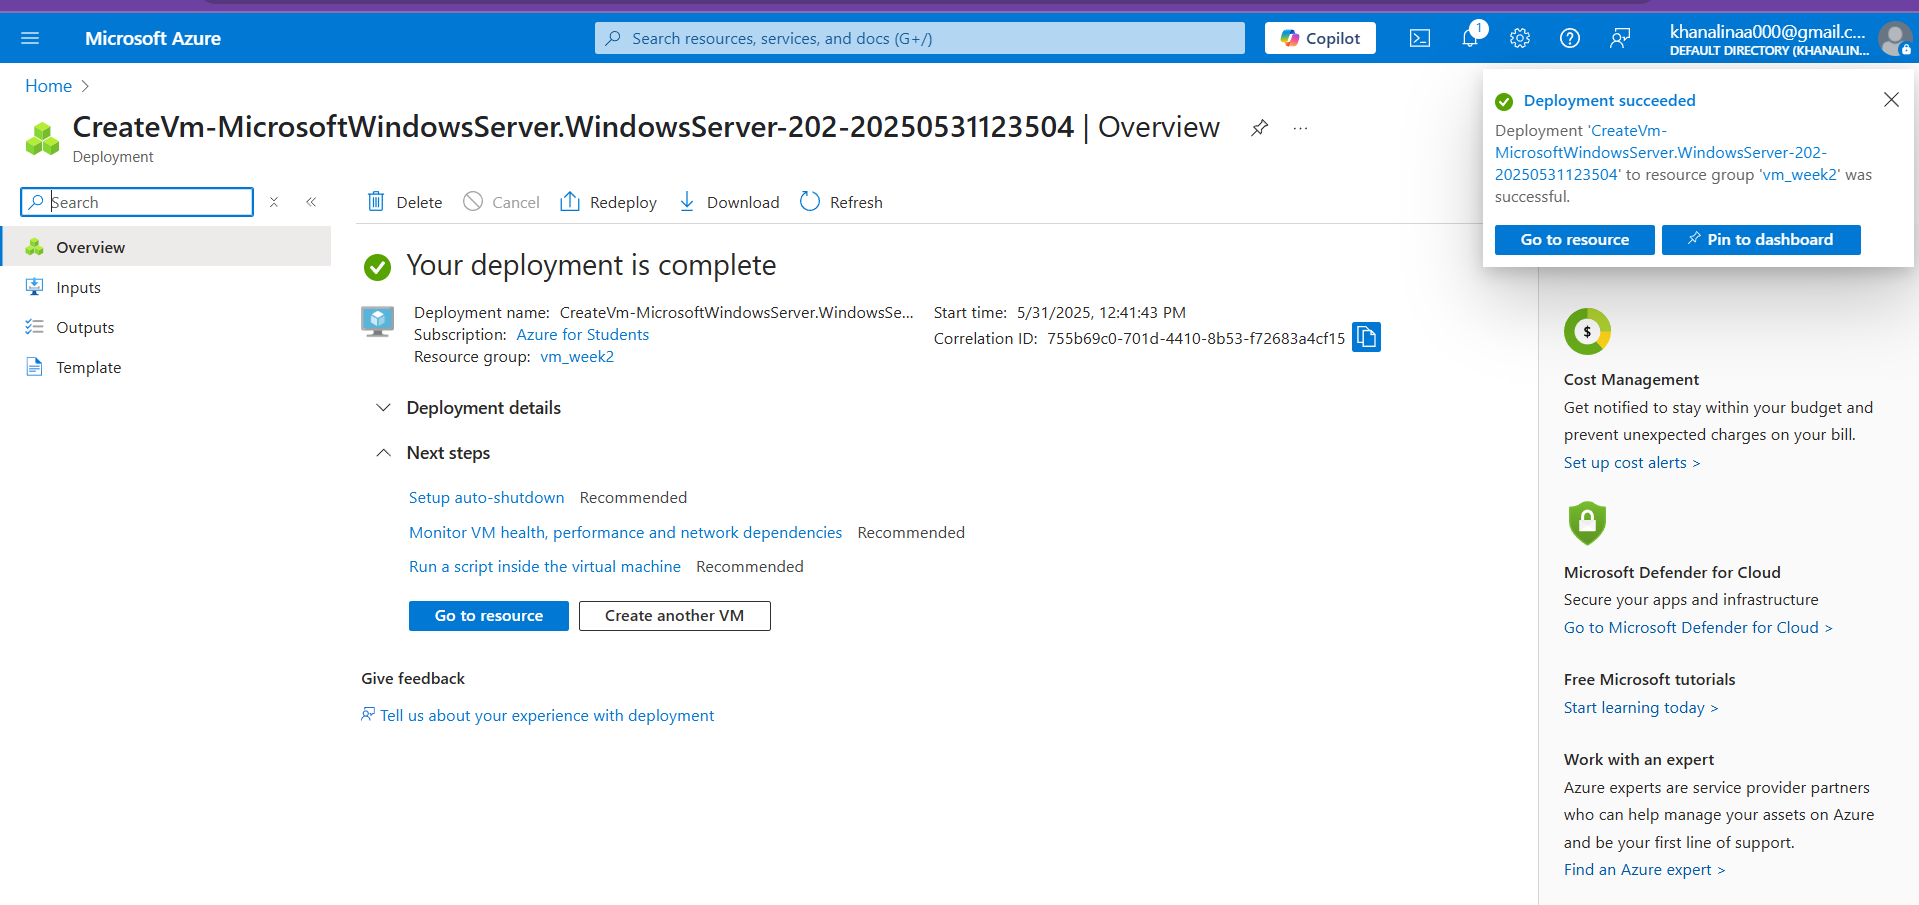 Microsoft Azure
Search resources, services, and docs (G+/)
Copilot
1
khanalinaa000@gmail.c...
DEFAULT DIRECTORY (KHANALIN...
Home
CreateVm-MicrosoftWindowsServer.WindowsServer-202-20250531123504 | Overview
Deployment
Search
Overview
Inputs
Outputs
Template
Delete
Cancel
Redeploy
Download
Refresh
Your deployment is complete
Deployment name: CreateVm-MicrosoftWindowsServer.WindowsSe...
Subscription: Azure for Students
Resource group: vm_week2
Start time: 5/31/2025, 12:41:43 PM
Correlation ID: 755b69c0-701d-4410-8b53-f72683a4cf15
Deployment details
Next steps
Setup auto-shutdown Recommended
Monitor VM health, performance and network dependencies Recommended
Run a script inside the virtual machine Recommended
Go to resource
Create another VM
Give feedback
Tell us about your experience with deployment
Deployment succeeded
Deployment 'CreateVm-
MicrosoftWindowsServer.WindowsServer-202-
20250531123504' to resource group 'vm_week2' was
successful.
Go to resource
Pin to dashboard
$
Cost Management
Get notified to stay within your budget and
prevent unexpected charges on your bill.
Set up cost alerts >
Microsoft Defender for Cloud
Secure your apps and infrastructure
Go to Microsoft Defender for Cloud >
Free Microsoft tutorials
Start learning today >
Work with an expert
Azure experts are service provider partners
who can help manage your assets on Azure
and be your first line of support.
Find an Azure expert >